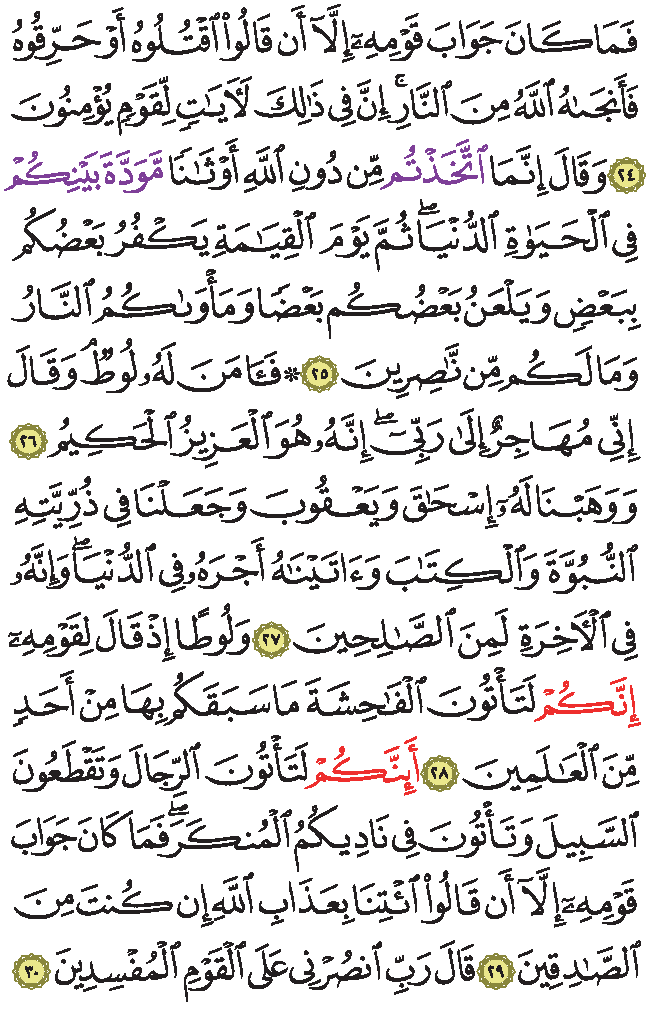 فَمَا كَانَ جَوَابَ قَوْمِهِۦٓ إِلَّآ أَن قَالُوا۟ ٱقْتُلُوهُ أَوْ حَرِّقُوهُ
فَأَنجَىٰهُ ٱللَّهُ مِنَ ٱلنَّارِ ۚ إِنَّ فِى ذَٰلِكَ لَـَٔايَـٰتٍ لِّقَوْمٍ يُؤْمِنُونَ
٢٤ وَقَالَ إِنَّمَا ٱتَّخَذْتُم مِّن دُونِ ٱللَّهِ أَوْثَـٰنًا مَّوَدَّةَ بَيْنِكُمْ
فِى ٱلْحَيَوٰةِ ٱلدُّنْيَا ۖ ثُمَّ يَوْمَ ٱلْقِيَـٰمَةِ يَكْفُرُ بَعْضُكُم
بِبَعْضٍ وَيَلْعَنُ بَعْضُكُم بَعْضًا وَمَأْوَىٰكُمُ ٱلنَّارُ
وَمَا لَكُم مِّن نَّـٰصِرِينَ ٢٥ ۞ فَـَٔامَنَ لَهُۥ لُوطٌ ۘ وَقَالَ
إِنِّى مُهَاجِرٌ إِلَىٰ رَبِّىٓ ۖ إِنَّهُۥ هُوَ ٱلْعَزِيزُ ٱلْحَكِيمُ ٢٦
وَوَهَبْنَا لَهُۥٓ إِسْحَـٰقَ وَيَعْقُوبَ وَجَعَلْنَا فِى ذُرِّيَّتِهِ
ٱلنُّبُوَّةَ وَٱلْكِتَـٰبَ وَءَاتَيْنَـٰهُ أَجْرَهُۥ فِى ٱلدُّنْيَا ۖ وَإِنَّهُۥ
فِى ٱلْـَٔاخِرَةِ لَمِنَ ٱلصَّـٰلِحِينَ ٢٧ وَلُوطًا إِذْ قَالَ لِقَوْمِهِۦٓ
إِنَّكُمْ لَتَأْتُونَ ٱلْفَـٰحِشَةَ مَا سَبَقَكُم بِهَا مِنْ أَحَدٍ
مِّنَ ٱلْعَـٰلَمِينَ ٢٨ أَئِنَّكُمْ لَتَأْتُونَ ٱلرِّجَالَ وَتَقْطَعُونَ
ٱلسَّبِيلَ وَتَأْتُونَ فِى نَادِيكُمُ ٱلْمُنكَرَ ۖ فَمَا كَانَ جَوَابَ
قَوْمِهِۦٓ إِلَّآ أَن قَالُوا۟ ٱئْتِنَا بِعَذَابِ ٱللَّهِ إِن كُنتَ مِنَ
ٱلصَّـٰدِقِينَ ٢٩ قَالَ رَبِّ ٱنصُرْنِى عَلَى ٱلْقَوْمِ ٱلْمُفْسِدِينَ ٣٠